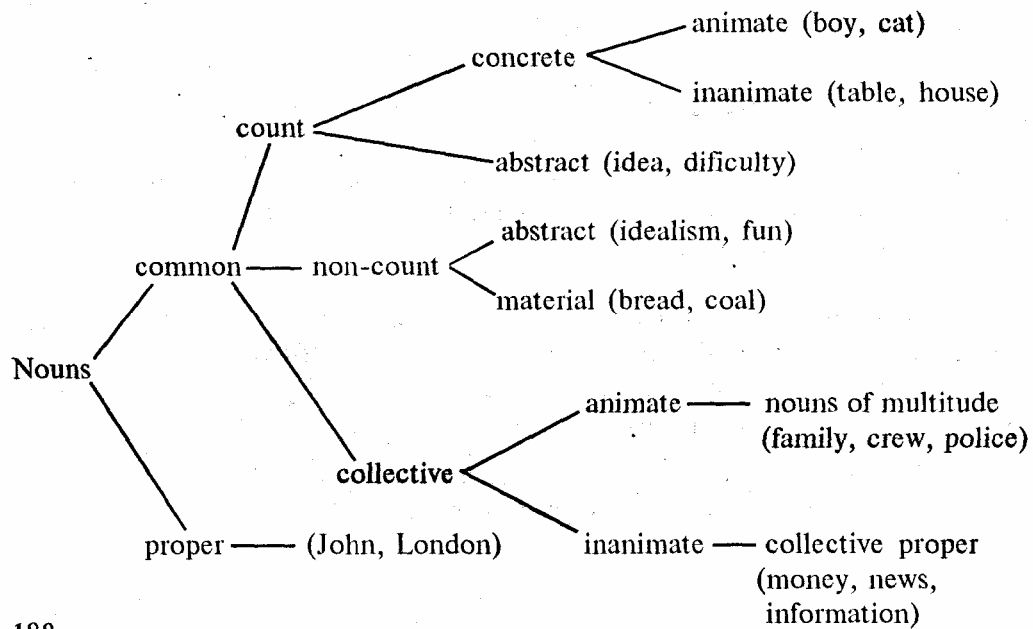 animate (boy, cat)
concrete
inanimate (table, house)
count
abstract (idea, dificulty)
abstract (idealism, fun)
common
non-count
material (bread, coal)
Nouns
animate
nouns of multitude
(family, crew, police)
collective
proper
(John, London)
inanimate
collective proper
(money, news,
information)